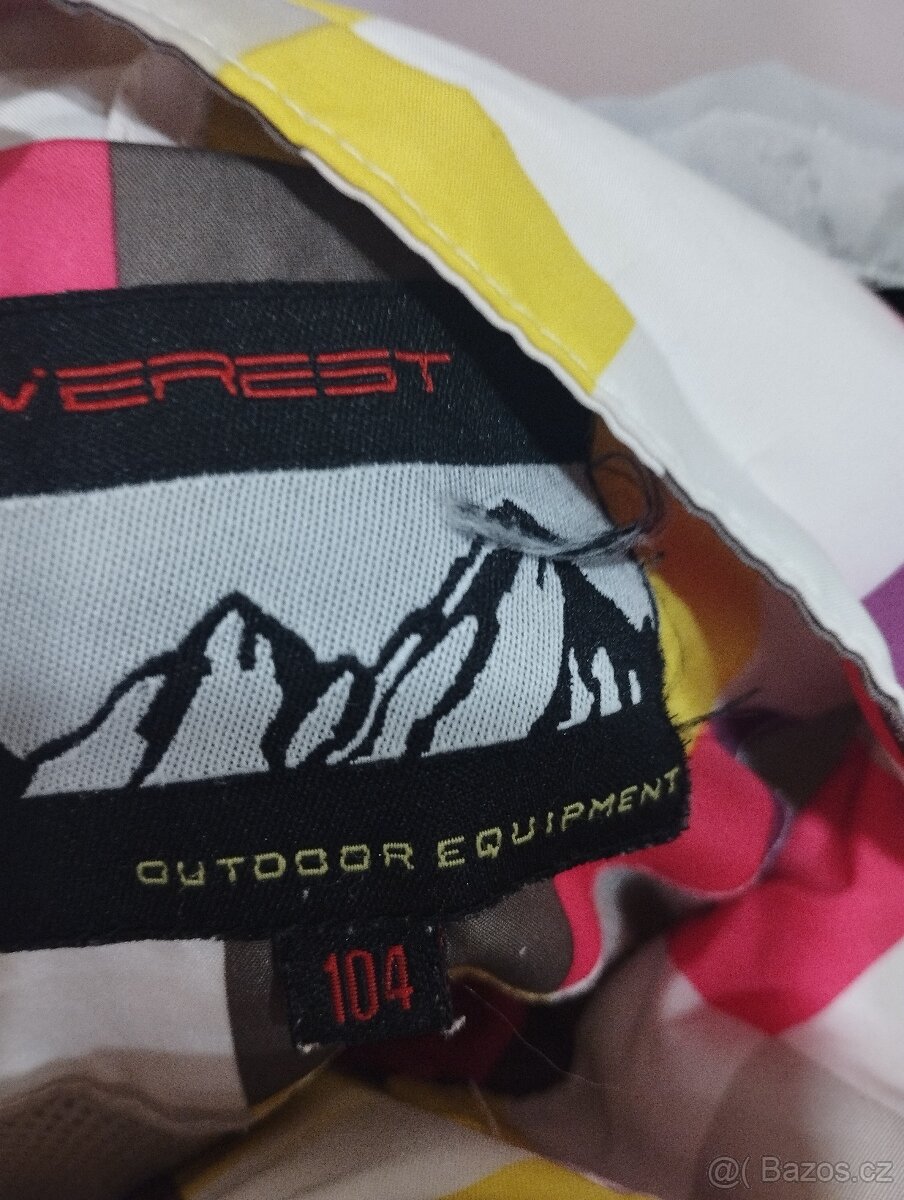 VEREST
OUTDOOR EQUIPMENT
104
@( Bazos.cz